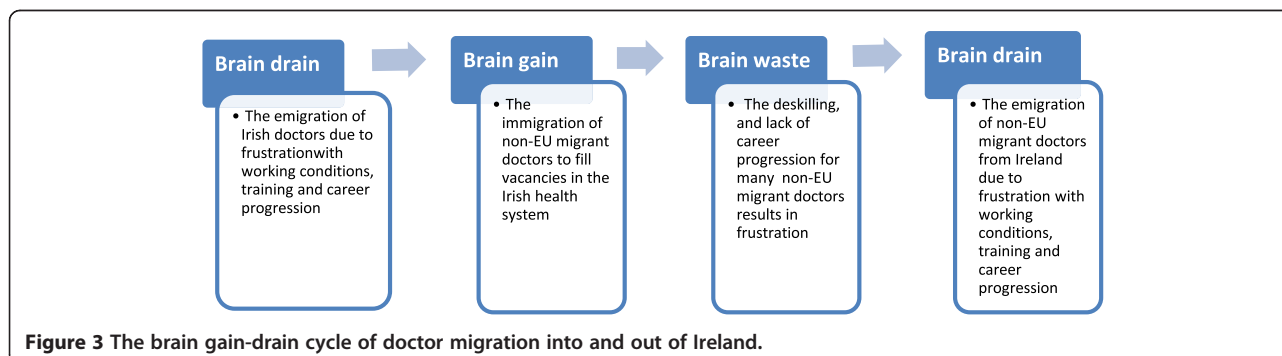 Brain drain
• The emigration of
Irish doctors due to
frustrationwith
working conditions,
training and career
progression
Brain gain
• The
immigration of
non-EU migrant
doctors to fill
vacancies in the
Irish health
system
Brain waste
• The deskilling,
and lack of
career
progression for
many non-EU
migrant doctors
results in
frustration
Brain drain
• The emigration
of non-EU
migrant doctors
from Ireland
due to
frustration with
working
conditions,
training and
career
progression
Figure 3 The brain gain-drain cycle of doctor migration into and out of Ireland.